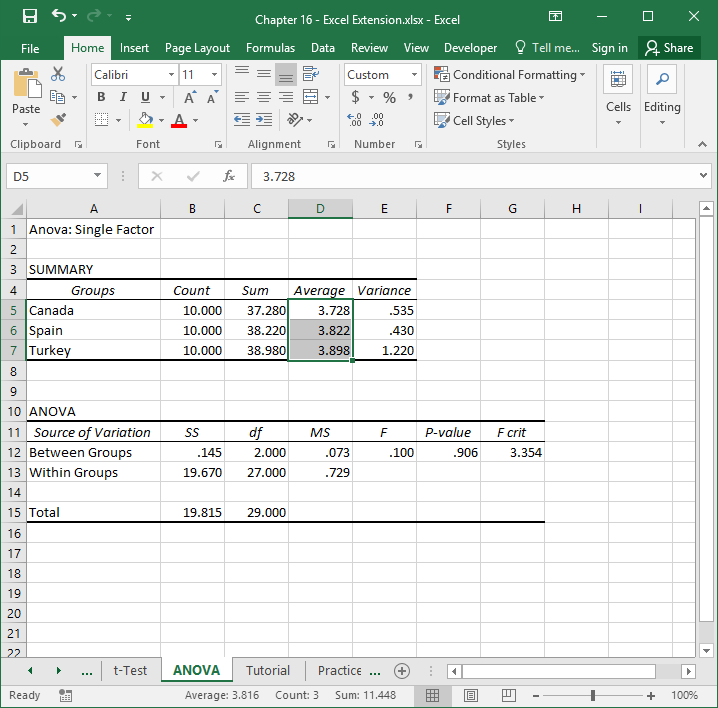 Chapter 16 - Excel Extension.xlsx - Excel
File Home Insert Page Layout Formulas Data Review View Developer Tell me... Sign in Share
Paste
Calibri 11
B I U A A
A
Custom
$ % ,
.0 .00
.00 .0
Conditional Formatting
Format as Table
Cell Styles
Cells
Editing
Clipboard Font Alignment Number Styles
D5 fx 3.728
A B C D E F G H I
1 Anova: Single Factor
2
3 SUMMARY
4 Groups Count Sum Average Variance
5 Canada 10.000 37.280 3.728 .535
6 Spain 10.000 38.220 3.822 .430
7 Turkey 10.000 38.980 3.898 1.220
8
9
10 ANOVA
11 Source of Variation SS df MS F P-value F crit
12 Between Groups .145 2.000 .073 .100 .906 3.354
13 Within Groups 19.670 27.000 .729
14
15 Total 19.815 29.000
16
17
18
19
20
21
22
... t-Test ANOVA Tutorial Practice ...
Ready Average: 3.816 Count: 3 Sum: 11.448 100%